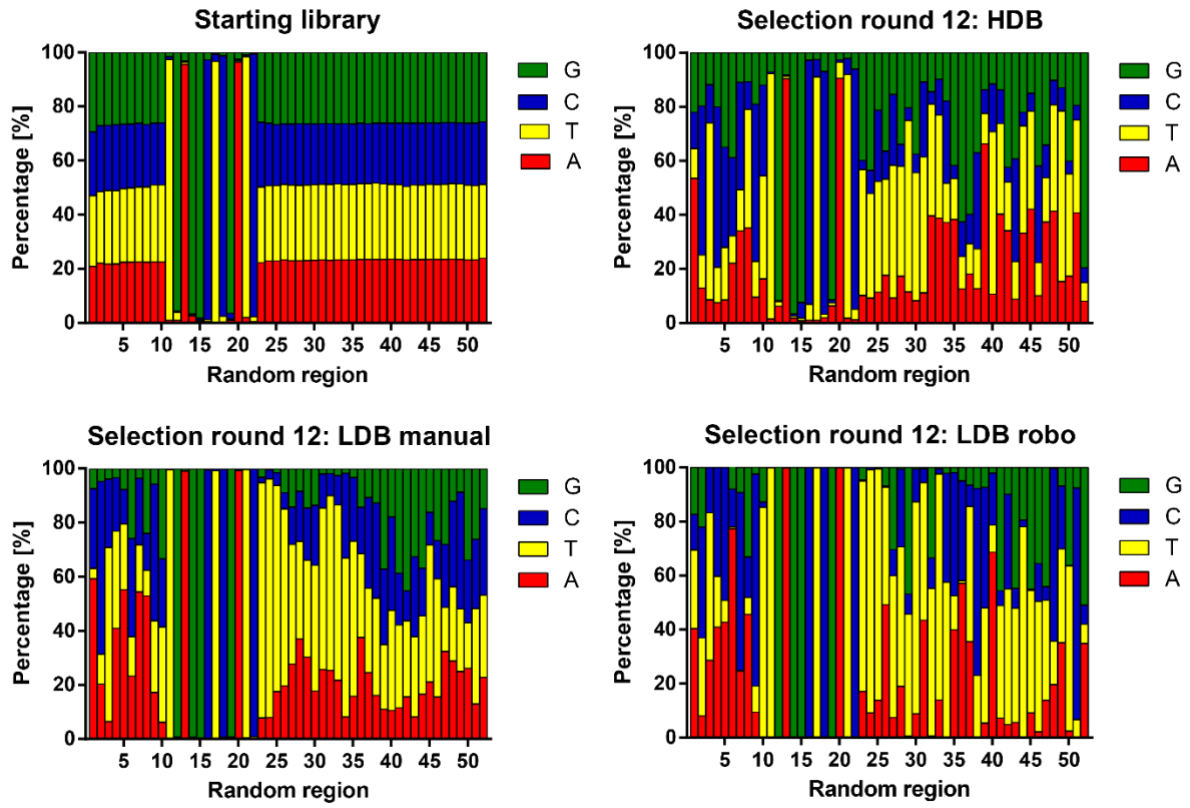 Starting library
Percentage [%]
100
80
60
40
20
0
5 10 15 20 25 30 35 40 45 50
Random region
G
C
T
A
Selection round 12: HDB
Percentage [%]
100
80
60
40
20
0
5 10 15 20 25 30 35 40 45 50
Random region
G
C
T
A
Selection round 12: LDB manual
Percentage [%]
100
80
60
40
20
0
5 10 15 20 25 30 35 40 45 50
Random region
G
C
T
A
Selection round 12: LDB robo
Percentage [%]
100
80
60
40
20
0
5 10 15 20 25 30 35 40 45 50
Random region
G
C
T
A